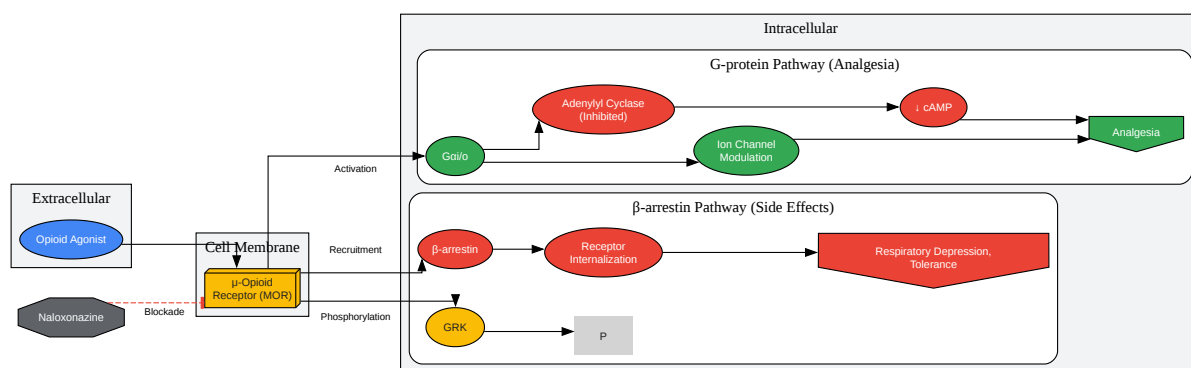 Intracellular
G-protein Pathway (Analgesia)
Adenylyl Cyclase
(Inhibited)
↓ cAMP
Analgesia
Gαi/o
Ion Channel
Modulation
Activation
β-arrestin Pathway (Side Effects)
Extracellular
Opioid Agonist
Cell Membrane
Recruitment
β-arrestin
Receptor
Internalization
Respiratory Depression,
Tolerance
μ-Opioid
Receptor (MOR)
Naloxonazine
Blockade
Phosphorylation
GRK
P